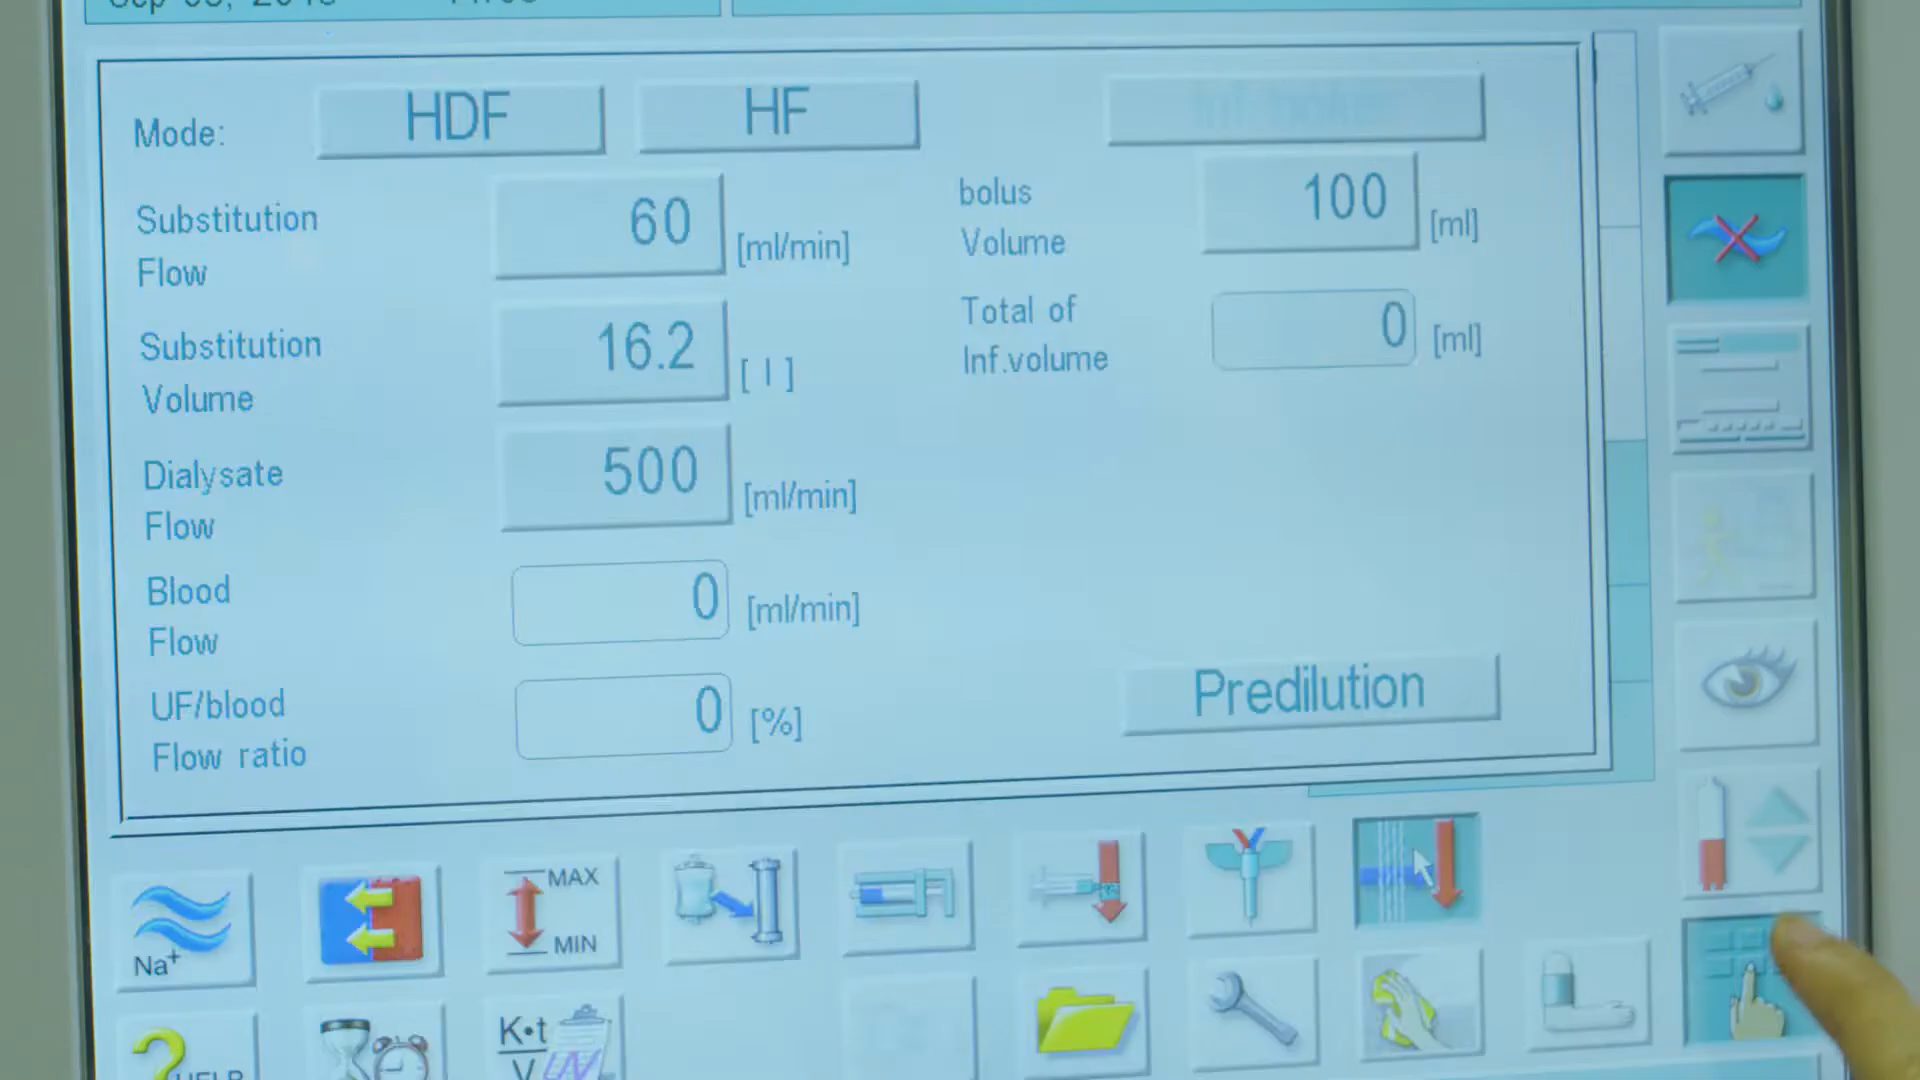 Mode: HDF HF
Substitution Flow 60 [ml/min]
Substitution Volume 16.2 [ l ]
Dialysate Flow 500 [ml/min]
Blood Flow 0 [ml/min]
UF/blood Flow ratio 0 [%]
bolus Volume 100 [ml]
Total of Inf.volume 0 [ml]
Predilution
Na+
MAX
MIN
K•t
V
HELP